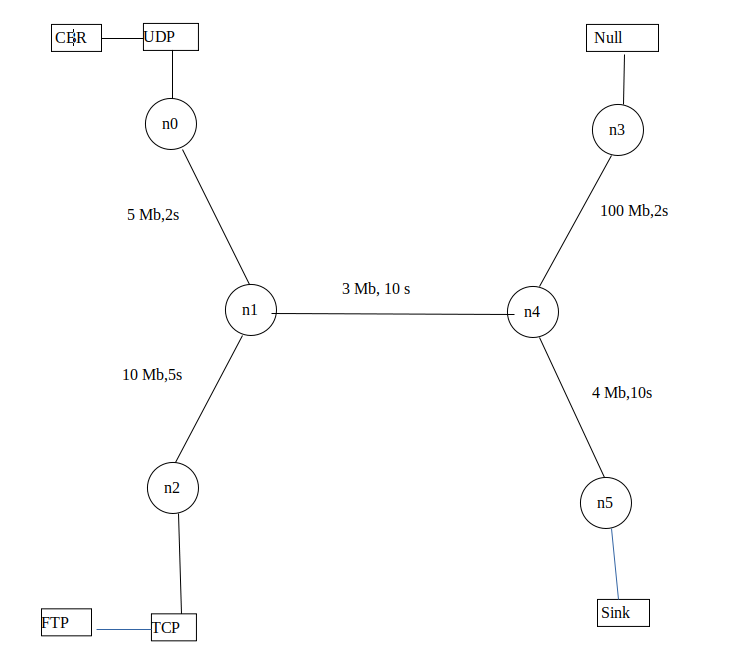 CBR
UDP
Null
n0
n3
5 Mb,2s
100 Mb,2s
3 Mb, 10 s
n1
n4
10 Mb,5s
4 Mb,10s
n2
n5
FTP
TCP
Sink